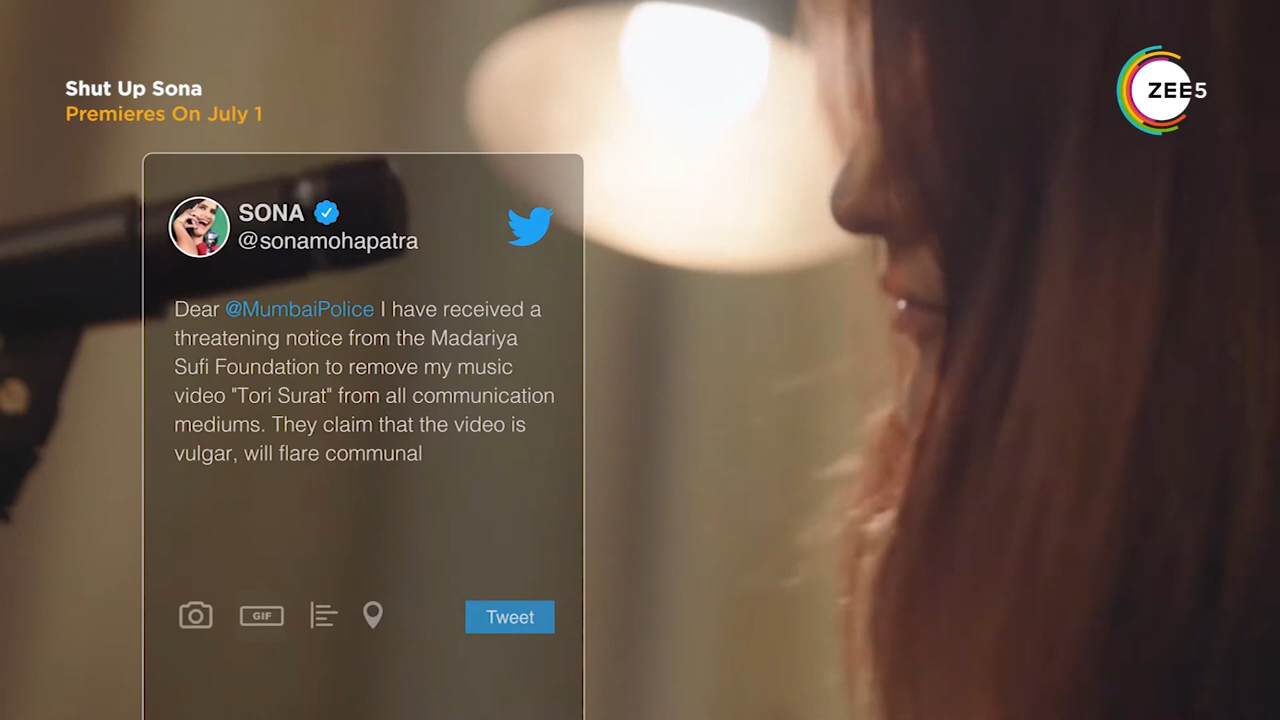 Shut Up Sona
Premieres On July 1
ZEE5
SONA
@sonamohapatra
Dear @MumbaiPolice I have received a
threatening notice from the Madariya
Sufi Foundation to remove my music
video "Tori Surat" from all communication
mediums. They claim that the video is
vulgar, will flare communal
GIF
Tweet